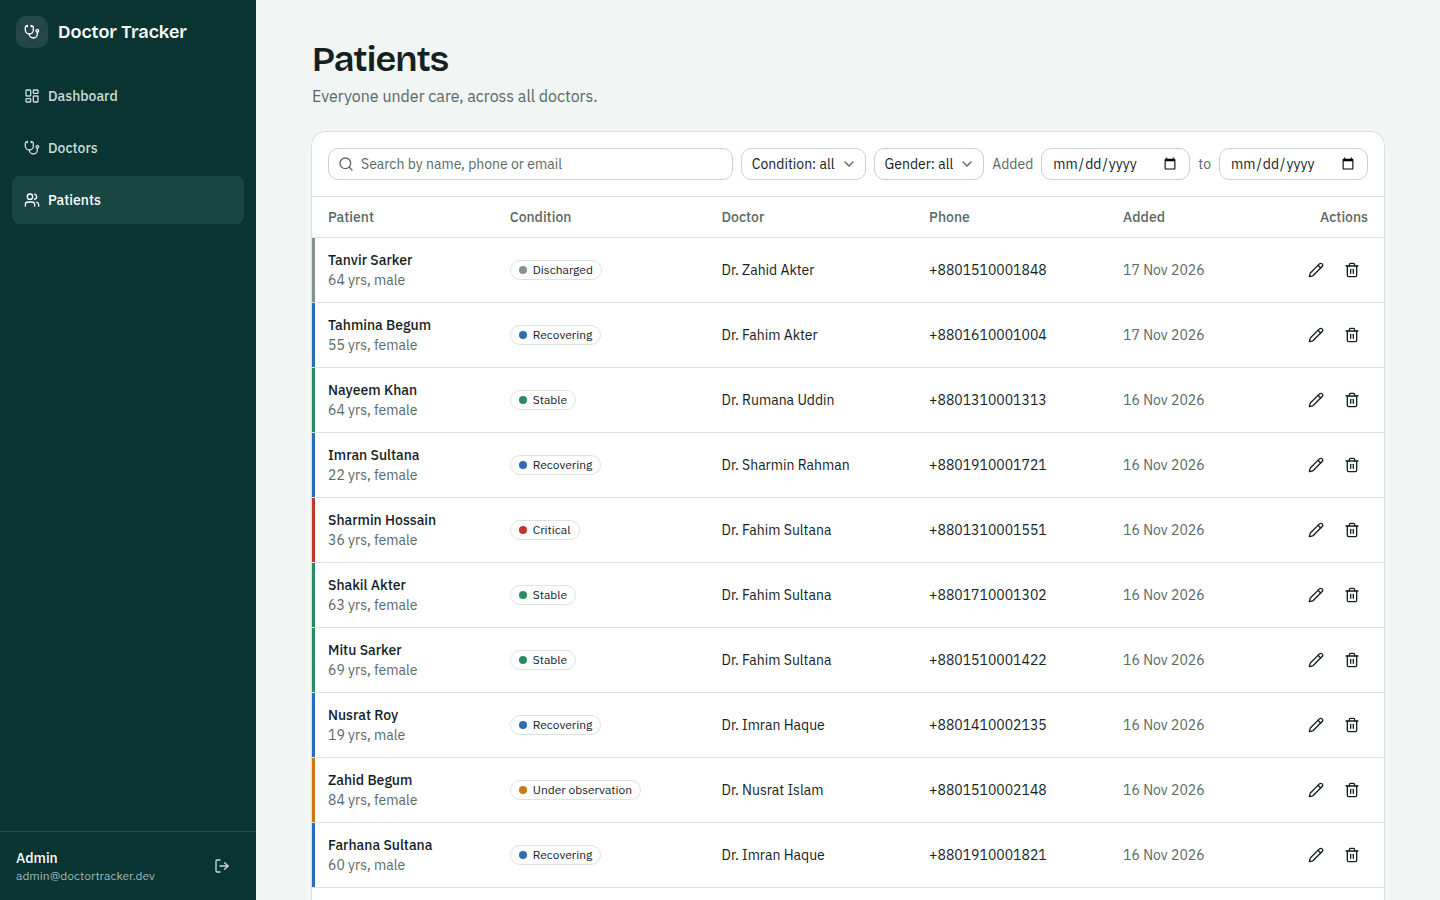 Doctor Tracker
Dashboard
Doctors
Patients
Admin
admin@doctortracker.dev
Patients
Everyone under care, across all doctors.
Search by name, phone or email Condition: all Gender: all Added mm/dd/yyyy to mm/dd/yyyy
Patient Condition Doctor Phone Added Actions
Tanvir Sarker
64 yrs, male
Discharged Dr. Zahid Akter +8801510001848 17 Nov 2026
Tahmina Begum
55 yrs, female
Recovering Dr. Fahim Akter +8801610001004 17 Nov 2026
Nayeem Khan
64 yrs, female
Stable Dr. Rumana Uddin +8801310001313 16 Nov 2026
Imran Sultana
22 yrs, female
Recovering Dr. Sharmin Rahman +8801910001721 16 Nov 2026
Sharmin Hossain
36 yrs, female
Critical Dr. Fahim Sultana +8801310001551 16 Nov 2026
Shakil Akter
63 yrs, female
Stable Dr. Fahim Sultana +8801710001302 16 Nov 2026
Mitu Sarker
69 yrs, female
Stable Dr. Fahim Sultana +8801510001422 16 Nov 2026
Nusrat Roy
19 yrs, male
Recovering Dr. Imran Haque +8801410002135 16 Nov 2026
Zahid Begum
84 yrs, female
Under observation Dr. Nusrat Islam +8801510002148 16 Nov 2026
Farhana Sultana
60 yrs, male
Recovering Dr. Imran Haque +8801910001821 16 Nov 2026